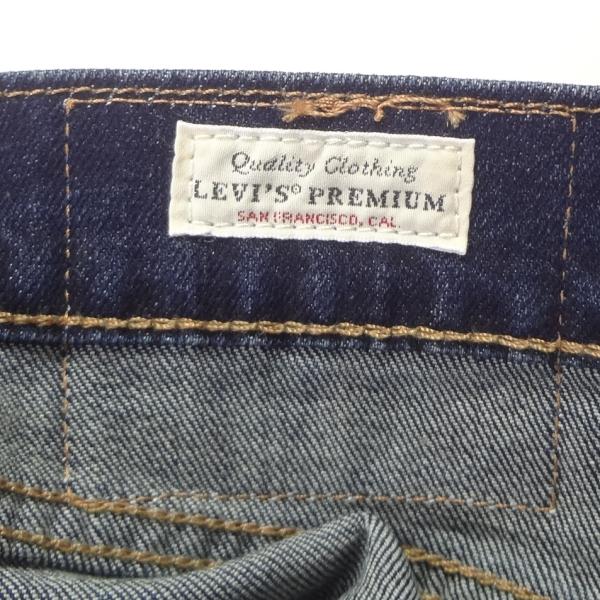 Quality Clothing
LEVI'S® PREMIUM
SAN FRANCISCO, CAL.